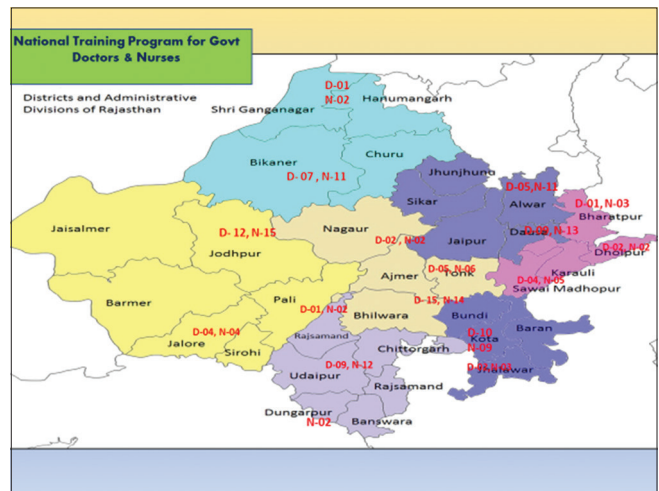 National Training Program for Govt
Doctors & Nurses
Districts and Administrative
Divisions of Rajasthan
Shri Ganganagar
D-01
N-02
Hanumangarh
Bikaner
D- 07 , N-11
Churu
Jhunjhunu
Sikar
D-05,N-11
Alwar
D-01, N-03
Bharatpur
Jaisalmer
D- 12, N-15
Jodhpur
Nagaur
D-02 , N-02
Jaipur
Dausa
N-13
Dholpur
N-02
Ajmer
D-05, N-06
Tonk
Karauli
D-04, N-05
Sawai Madhopur
Barmer
Pali
D-01, N-02
D- 15, N-14
Bhilwara
Bundi
D-04, N-04
Jalore
Sirohi
Rajsamand
Chittorgarh
D-10
Kota
N-09
Baran
D-09, N-12
Udaipur
Rajsamand
Jhalawar
Dungarpur
N-02
Banswara